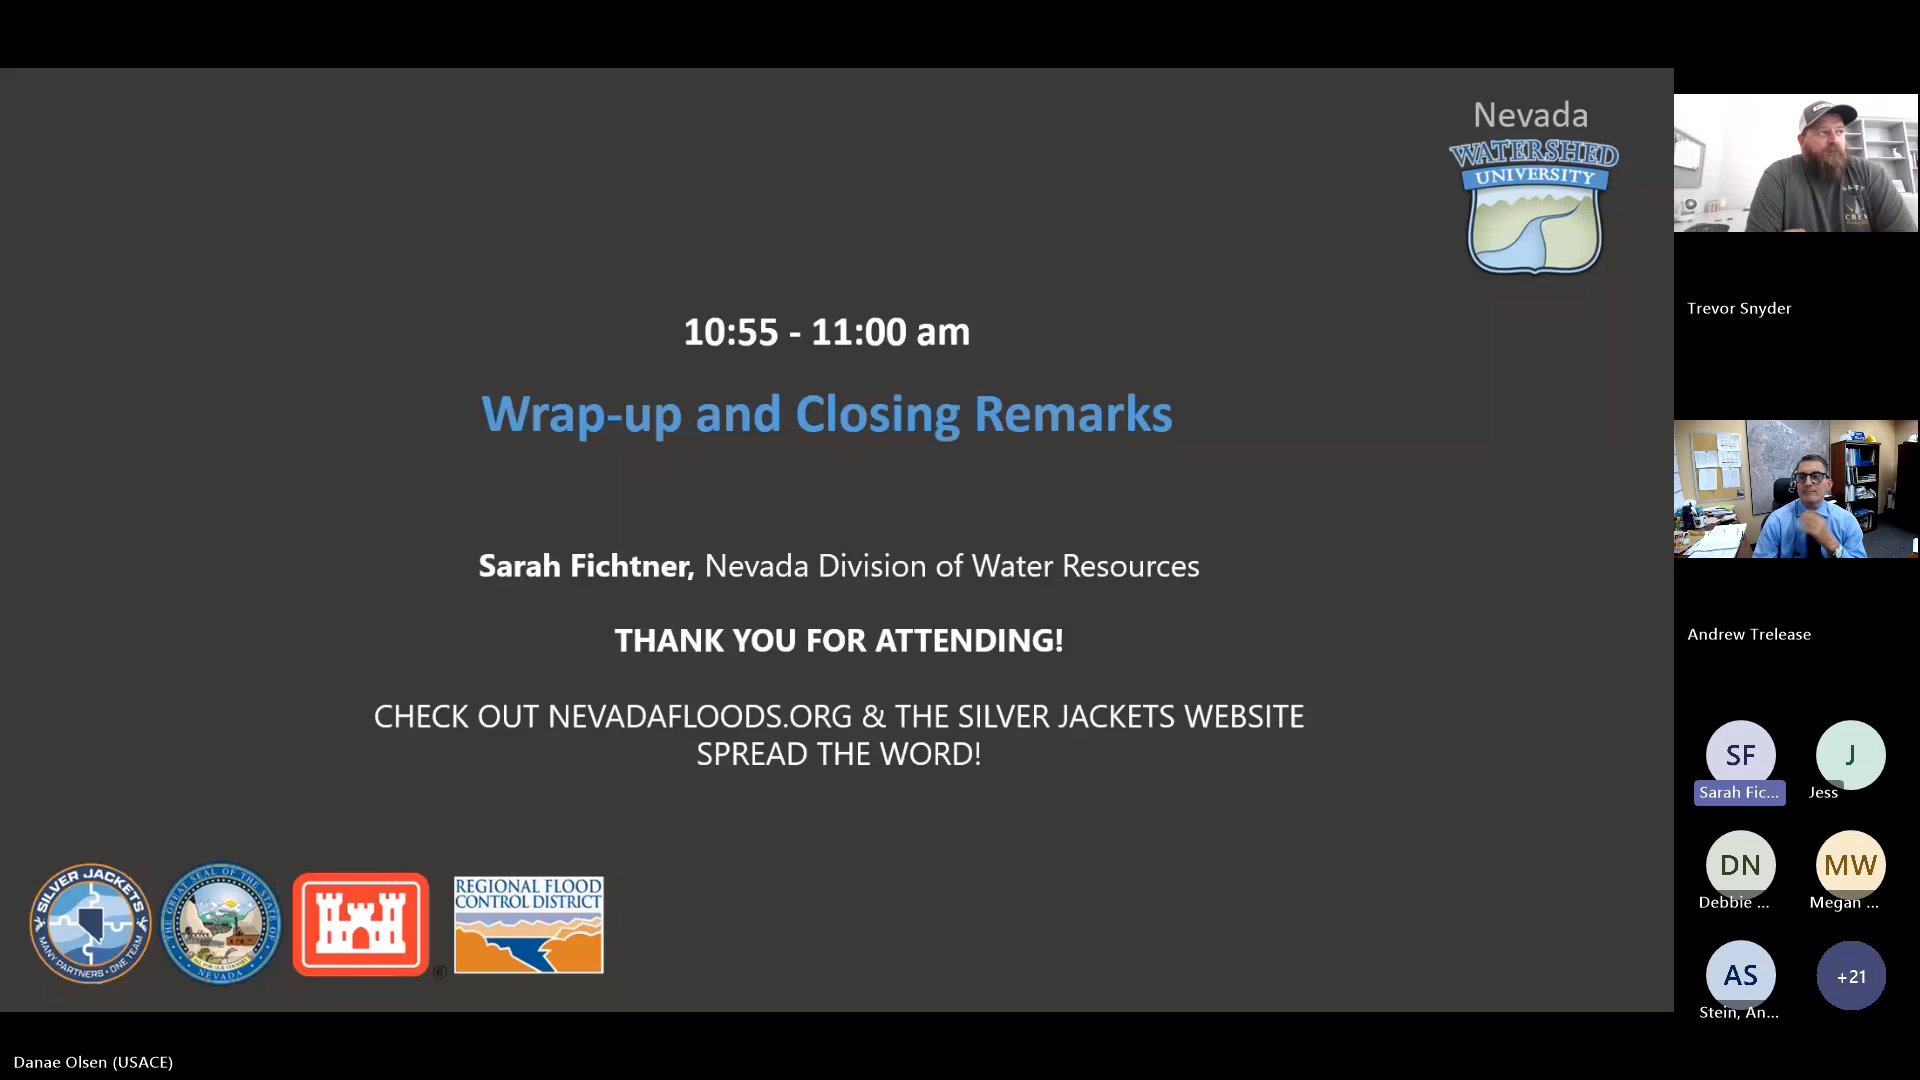 Nevada
WATERSHED
UNIVERSITY
10:55 - 11:00 am
Wrap-up and Closing Remarks
Sarah Fichtner, Nevada Division of Water Resources
THANK YOU FOR ATTENDING!
CHECK OUT NEVADAFLOODS.ORG & THE SILVER JACKETS WEBSITE
SPREAD THE WORD!
SILVER JACKETS
MANY PARTNERS • ONE TEAM
THE GREAT SEAL OF THE STATE OF
NEVADA
®
REGIONAL FLOOD
CONTROL DISTRICT
Trevor Snyder
Andrew Trelease
SF
Sarah Fic...
J
Jess
DN
Debbie ...
MW
Megan ...
AS
Stein, An...
+21
Danae Olsen (USACE)